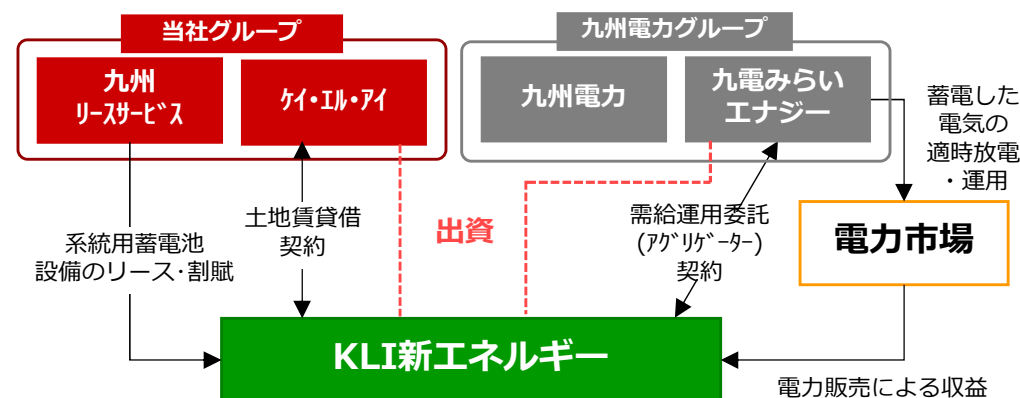 当社グループ
九州電力グループ
九州
ﾘｰｽｻｰﾋﾞｽ
ｹｲ・ｴﾙ・ｱｲ
九州電力
九電みらい
エナジー
蓄電した
電気の
適時放電
・運用
系統用蓄電池
設備のリース･割賦
土地賃貸借
契約
出資
需給運用委託
(ｱｸﾞﾘｹﾞｰﾀｰ)
契約
電力市場
KLI新エネルギー
電力販売による収益